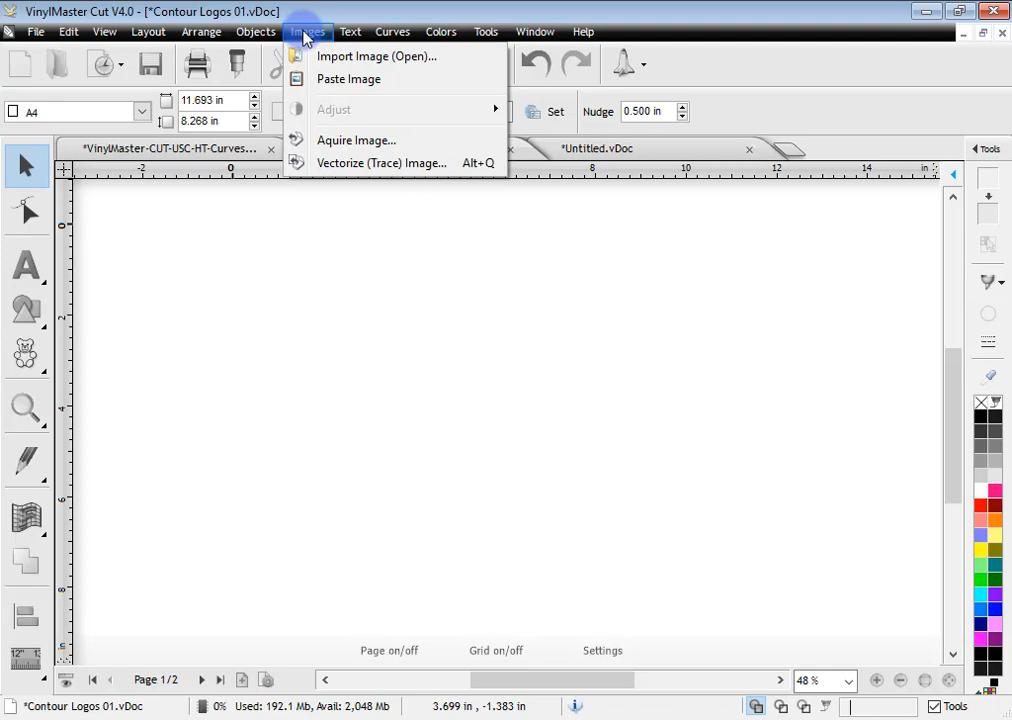 VinylMaster Cut V4.0 - [*Contour Logos 01.vDoc]
File Edit View Layout Arrange Objects Images Text Curves Colors Tools Window Help
Import Image (Open)...
Paste Image
Adjust
Aquire Image...
Vectorize (Trace) Image... Alt+Q
A4
11.693 in
8.268 in
Set
Nudge 0.500 in
*VinylMaster-CUT-USC-HT-Curves...
*Untitled.vDoc
Tools
-2 0 8 10 12 14 in
0
2
4
6
8
12"
Page on/off Grid on/off Settings
Page 1/2
48 %
*Contour Logos 01.vDoc
0% Used: 192.1 Mb, Avail: 2,048 Mb
3.699 in , -1.383 in
Tools